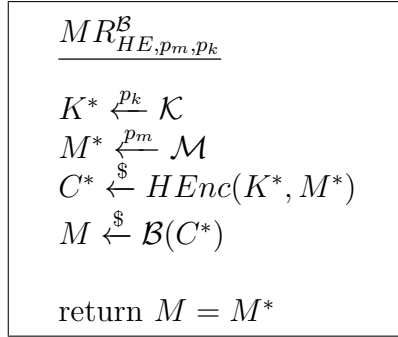 MR^ℬ_{HE,p_m,p_k}
K* ←^{p_k} 𝒦
M* ←^{p_m} ℳ
C* ←^$ HEnc(K*, M*)
M ←^$ ℬ(C*)
return M = M*